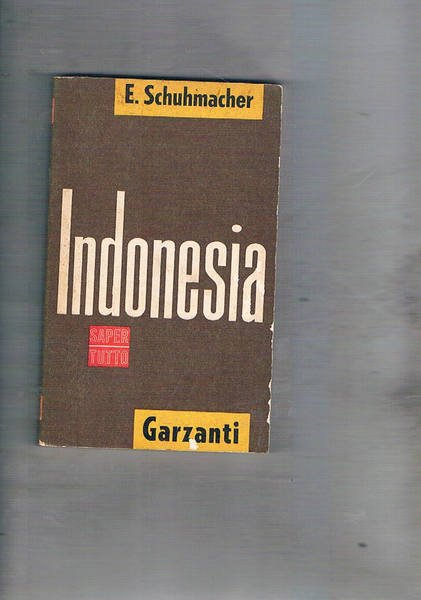 E. Schuhmacher
Indonesia
SAPER
TUTTO
Garzanti